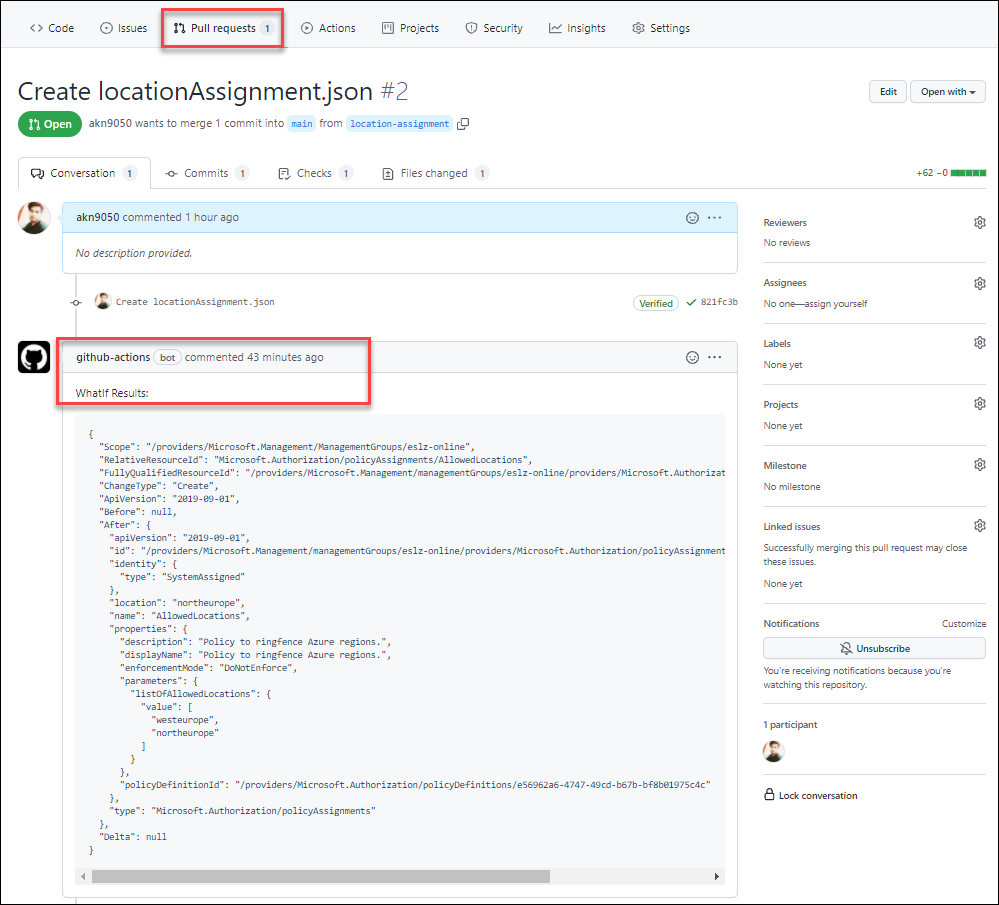 Code Issues Pull requests 1 Actions Projects Security Insights Settings
Create locationAssignment.json #2
Edit Open with
Open akn9050 wants to merge 1 commit into main from location-assignment
Conversation 1 Commits 1 Checks 1 Files changed 1 +62 −0
akn9050 commented 1 hour ago
No description provided.
Create locationAssignment.json Verified 821fc3b
github-actions bot commented 43 minutes ago
WhatIf Results:
{
"Scope": "/providers/Microsoft.Management/ManagementGroups/eslz-online",
"RelativeResourceId": "Microsoft.Authorization/policyAssignments/AllowedLocations",
"FullyQualifiedResourceId": "/providers/Microsoft.Management/managementGroups/eslz-online/providers/Microsoft.Authorizat
"ChangeType": "Create",
"ApiVersion": "2019-09-01",
"Before": null,
"After": {
"apiVersion": "2019-09-01",
"id": "/providers/Microsoft.Management/managementGroups/eslz-online/providers/Microsoft.Authorization/policyAssignment
"identity": {
"type": "SystemAssigned"
},
"location": "northeurope",
"name": "AllowedLocations",
"properties": {
"description": "Policy to ringfence Azure regions.",
"displayName": "Policy to ringfence Azure regions.",
"enforcementMode": "DoNotEnforce",
"parameters": {
"listOfAllowedLocations": {
"value": [
"westeurope",
"northeurope"
]
}
},
"policyDefinitionId": "/providers/Microsoft.Authorization/policyDefinitions/e56962a6-4747-49cd-b67b-bf8b01975c4c"
},
"type": "Microsoft.Authorization/policyAssignments"
},
"Delta": null
}
Reviewers
No reviews
Assignees
No one—assign yourself
Labels
None yet
Projects
None yet
Milestone
No milestone
Linked issues
Successfully merging this pull request may close
these issues.
None yet
Notifications Customize
Unsubscribe
You're receiving notifications because you're
watching this repository.
1 participant
Lock conversation